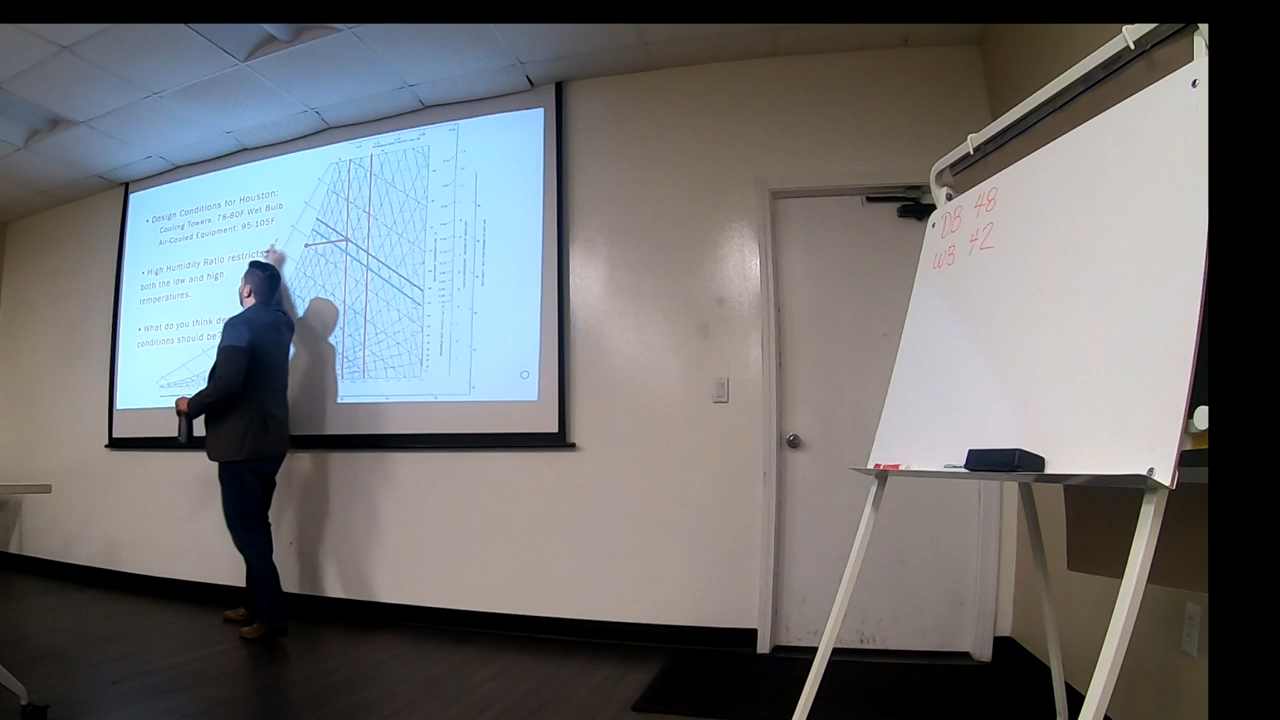 • Design Conditions for Houston:
Cooling Towers: 78-80F Wet Bulb
Air-Cooled Equipment: 95-105F
• High Humidity Ratio restricts
both the low and high
temperatures.
• What do you think de
conditions should be?
DB 48
WB 42